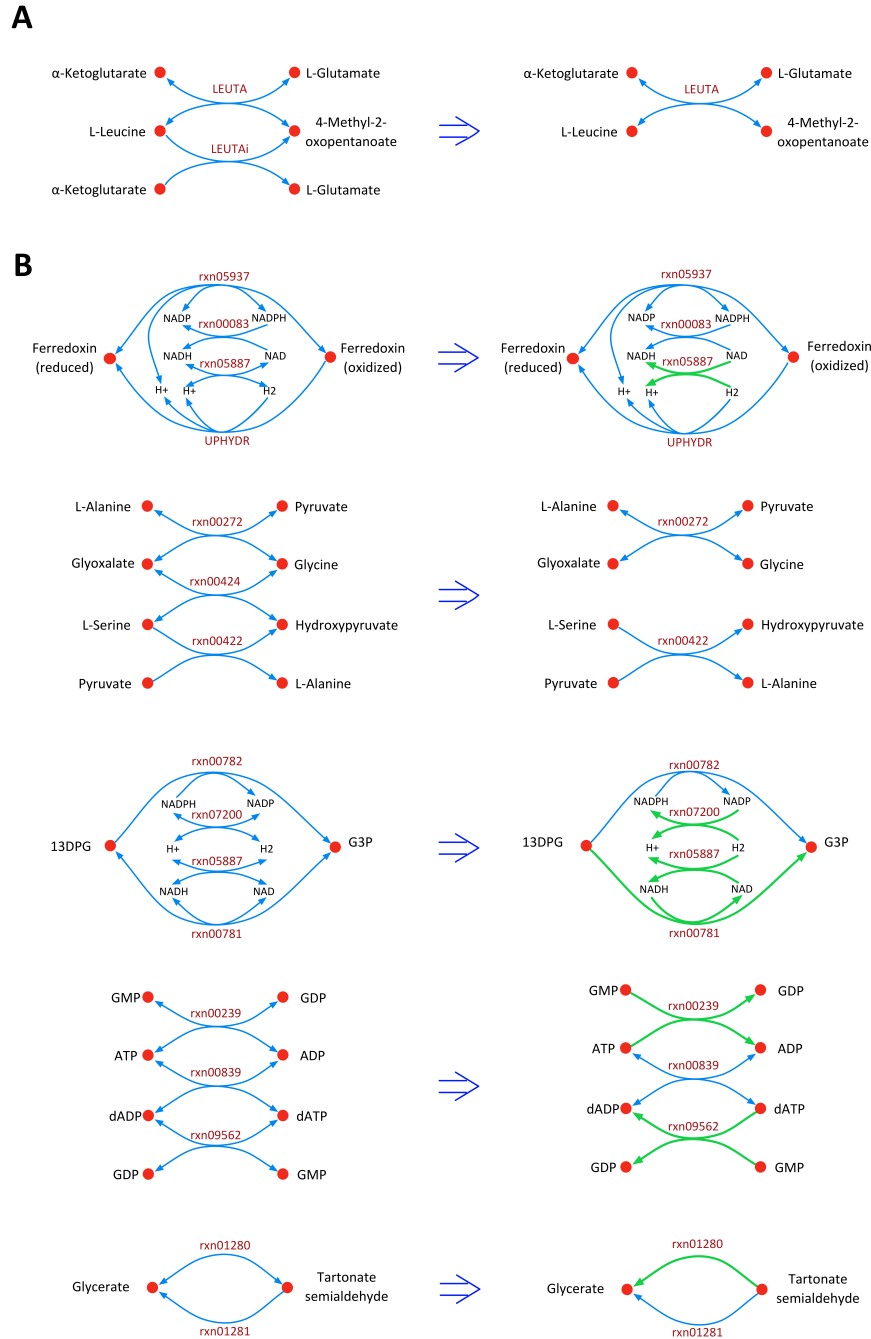 A
α-Ketoglutarate
L-Glutamate
LEUTA
L-Leucine
4-Methyl-2-
oxopentanoate
LEUTAi
α-Ketoglutarate
L-Glutamate
α-Ketoglutarate
L-Glutamate
LEUTA
L-Leucine
4-Methyl-2-
oxopentanoate
B
rxn05937
NADP
NADPH
rxn00083
Ferredoxin
(reduced)
NADH
NAD
Ferredoxin
(oxidized)
rxn05887
H+
H+
H2
UPHYDR
rxn05937
NADP
NADPH
rxn00083
Ferredoxin
(reduced)
NADH
NAD
Ferredoxin
(oxidized)
rxn05887
H+
H+
H2
UPHYDR
L-Alanine
Pyruvate
rxn00272
Glyoxalate
Glycine
rxn00424
L-Serine
Hydroxypyruvate
rxn00422
Pyruvate
L-Alanine
L-Alanine
Pyruvate
rxn00272
Glyoxalate
Glycine
L-Serine
Hydroxypyruvate
rxn00422
Pyruvate
L-Alanine
rxn00782
NADPH
NADP
rxn07200
13DPG
H+
H2
G3P
rxn05887
NADH
NAD
rxn00781
rxn00782
NADPH
NADP
rxn07200
13DPG
H+
H2
G3P
rxn05887
NADH
NAD
rxn00781
GMP
GDP
rxn00239
ATP
ADP
rxn00839
dADP
dATP
rxn09562
GDP
GMP
GMP
GDP
rxn00239
ATP
ADP
rxn00839
dADP
dATP
rxn09562
GDP
GMP
rxn01280
Glycerate
Tartonate
semialdehyde
rxn01281
rxn01280
Glycerate
Tartonate
semialdehyde
rxn01281